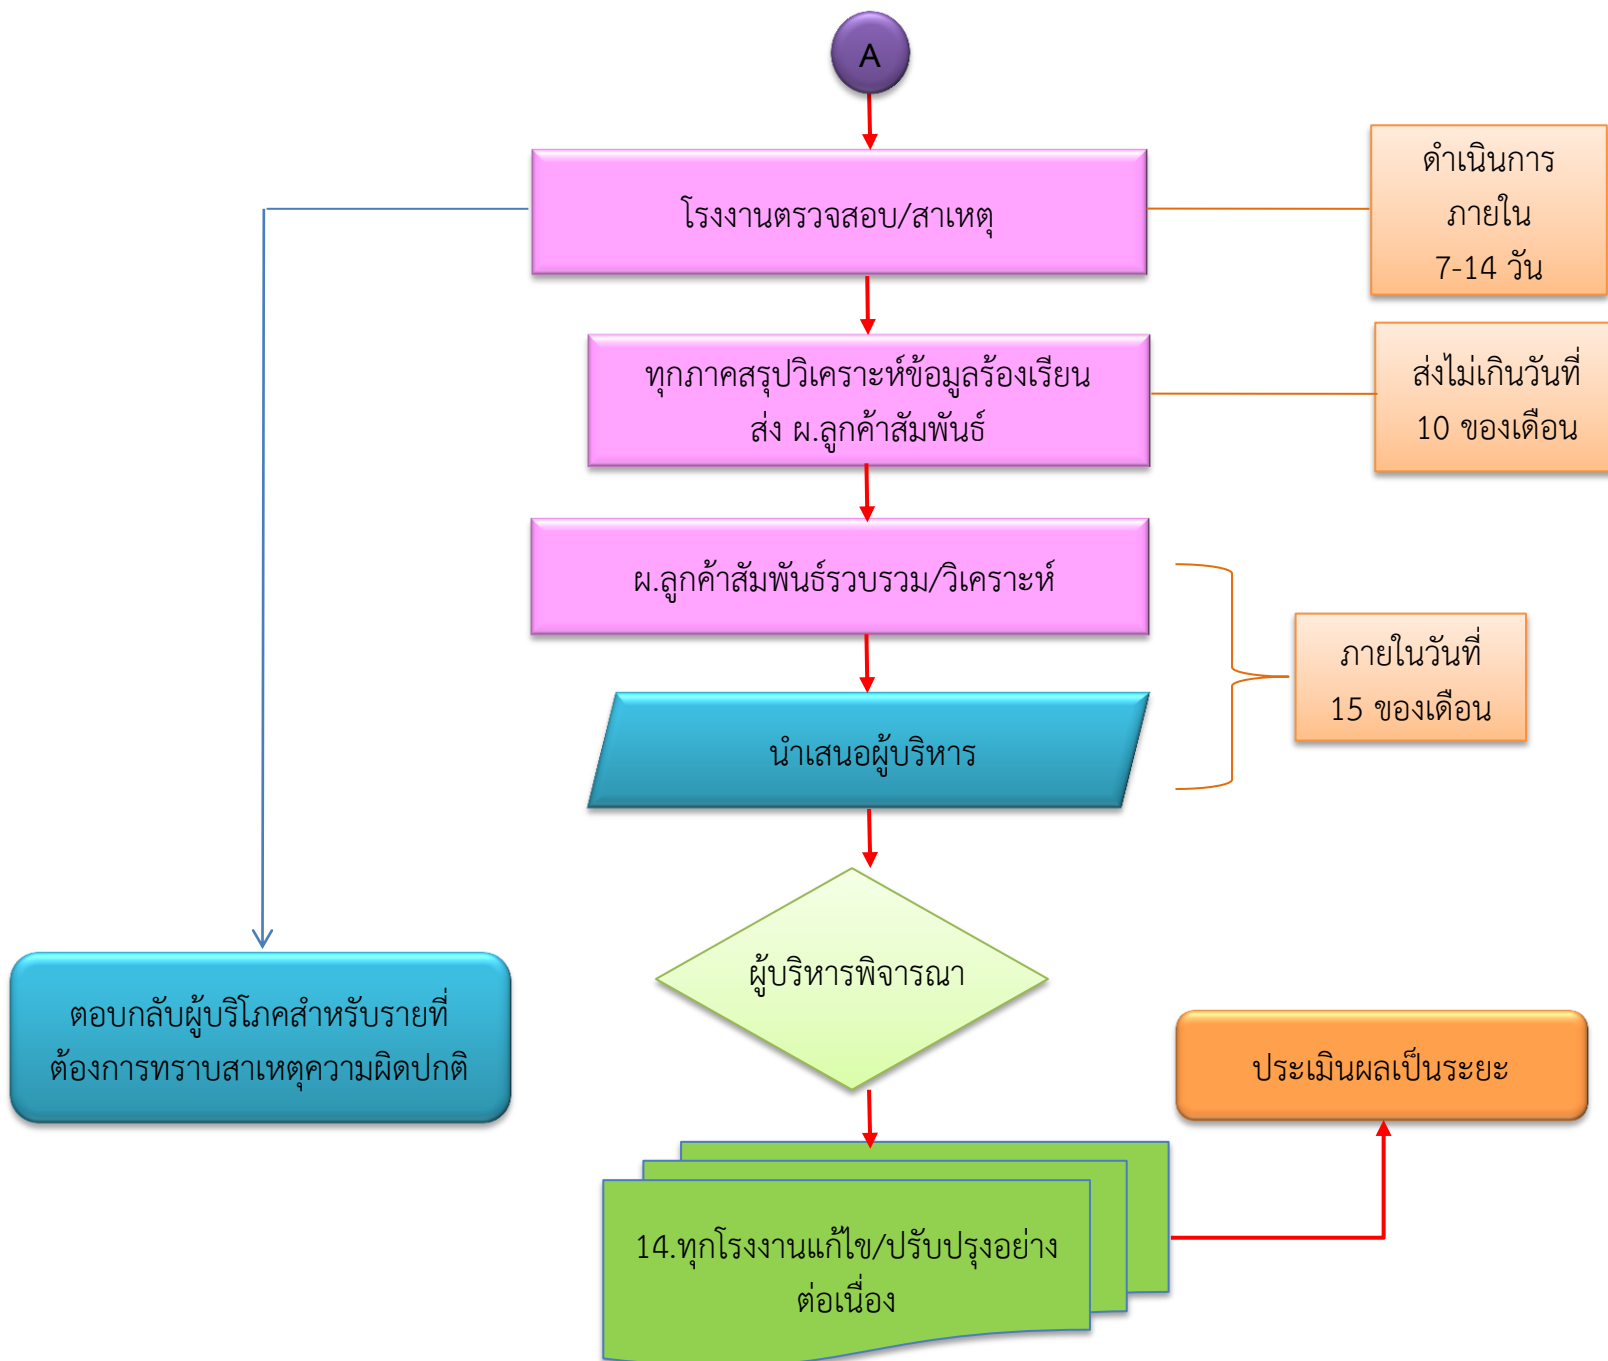 A
โรงงานตรวจสอบ/สาเหตุ
ดำเนินการ
ภายใน
7-14 วัน
ทุกภาคสรุปวิเคราะห์ข้อมูลร้องเรียน
ส่ง ผ.ลูกค้าสัมพันธ์
ส่งไม่เกินวันที่
10 ของเดือน
ผ.ลูกค้าสัมพันธ์รวบรวม/วิเคราะห์
ภายในวันที่
15 ของเดือน
นำเสนอผู้บริหาร
ผู้บริหารพิจารณา
ตอบกลับผู้บริโภคสำหรับรายที่
ต้องการทราบสาเหตุความผิดปกติ
ประเมินผลเป็นระยะ
14.ทุกโรงงานแก้ไข/ปรับปรุงอย่าง
ต่อเนื่อง